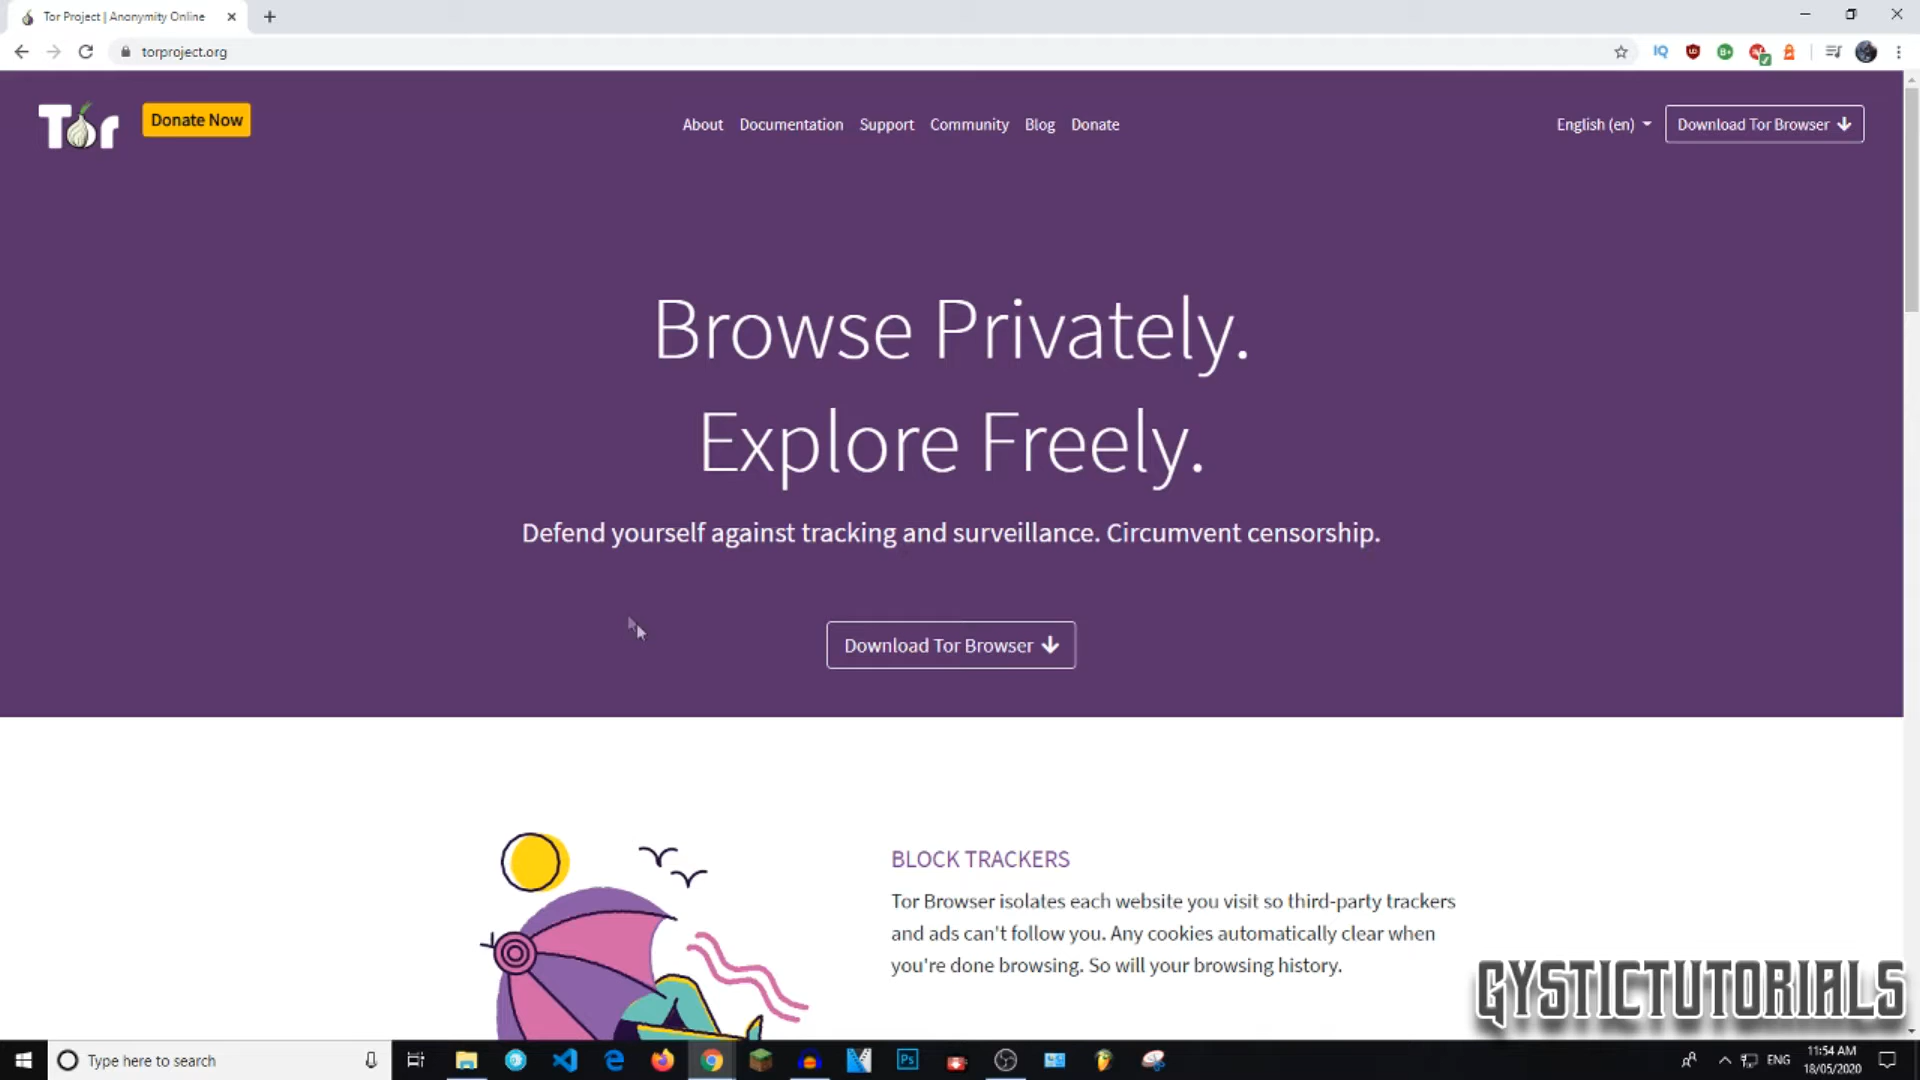 Tor Project | Anonymity Online
torproject.org
Tor
Donate Now
About
Documentation
Support
Community
Blog
Donate
English (en)
Download Tor Browser
Browse Privately.
Explore Freely.
Defend yourself against tracking and surveillance. Circumvent censorship.
Download Tor Browser
BLOCK TRACKERS
Tor Browser isolates each website you visit so third-party trackers
and ads can't follow you. Any cookies automatically clear when
you're done browsing. So will your browsing history.
GYSTICTUTORIALS
Type here to search
Ps
ENG
11:54 AM
18/05/2020